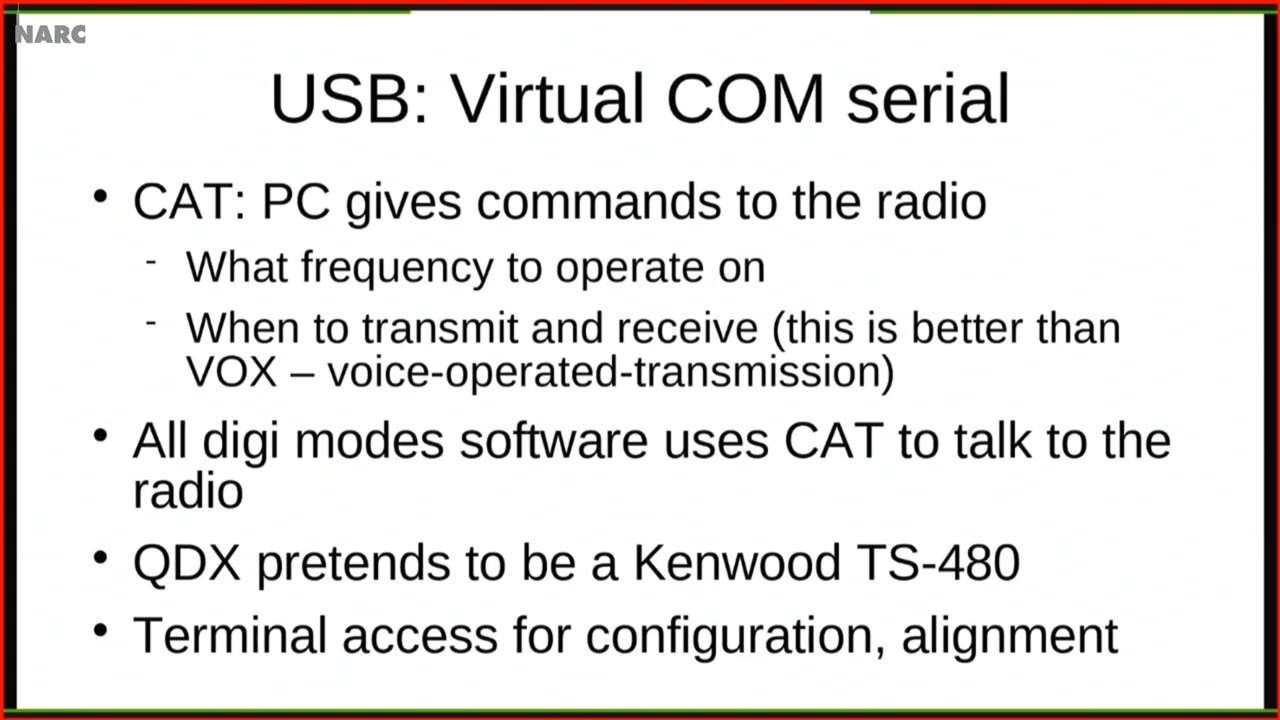 NARC
USB: Virtual COM serial
• CAT: PC gives commands to the radio
- What frequency to operate on
- When to transmit and receive (this is better than
VOX – voice-operated-transmission)
• All digi modes software uses CAT to talk to the
radio
• QDX pretends to be a Kenwood TS-480
• Terminal access for configuration, alignment